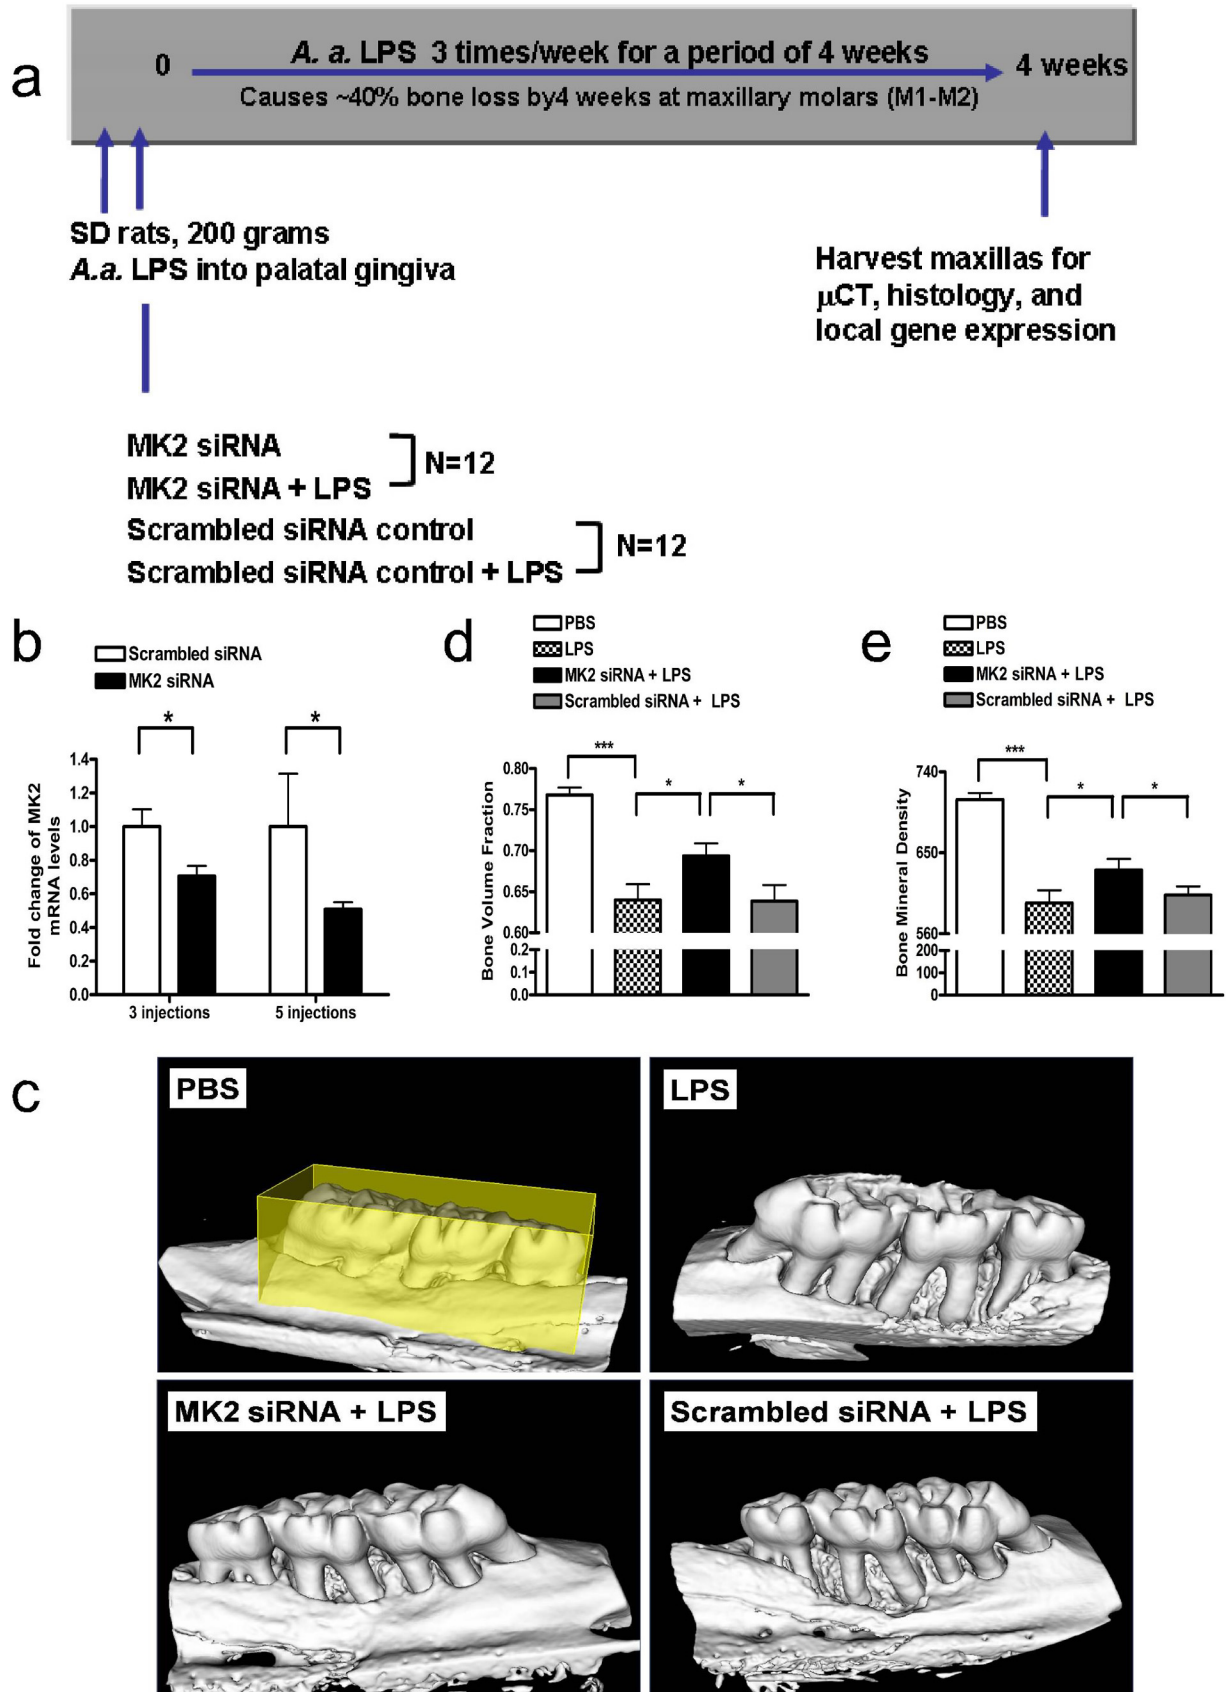 a
0
A. a. LPS 3 times/week for a period of 4 weeks
4 weeks
Causes ~40% bone loss by4 weeks at maxillary molars (M1-M2)
SD rats, 200 grams
A.a. LPS into palatal gingiva
Harvest maxillas for
μCT, histology, and
local gene expression
MK2 siRNA
MK2 siRNA + LPS
N=12
Scrambled siRNA control
Scrambled siRNA control + LPS
N=12
b
Scrambled siRNA
MK2 siRNA
*
*
Fold change of MK2
mRNA levels
1.4
1.2
1.0
0.8
0.6
0.4
0.2
0.0
3 injections
5 injections
d
PBS
LPS
MK2 siRNA + LPS
Scrambled siRNA + LPS
***
*
*
Bone Volume Fraction
0.80
0.75
0.70
0.65
0.60
0.2
0.1
0.0
e
PBS
LPS
MK2 siRNA + LPS
Scrambled siRNA + LPS
***
*
*
Bone Mineral Density
740
650
560
200
100
0
c
PBS
LPS
MK2 siRNA + LPS
Scrambled siRNA + LPS